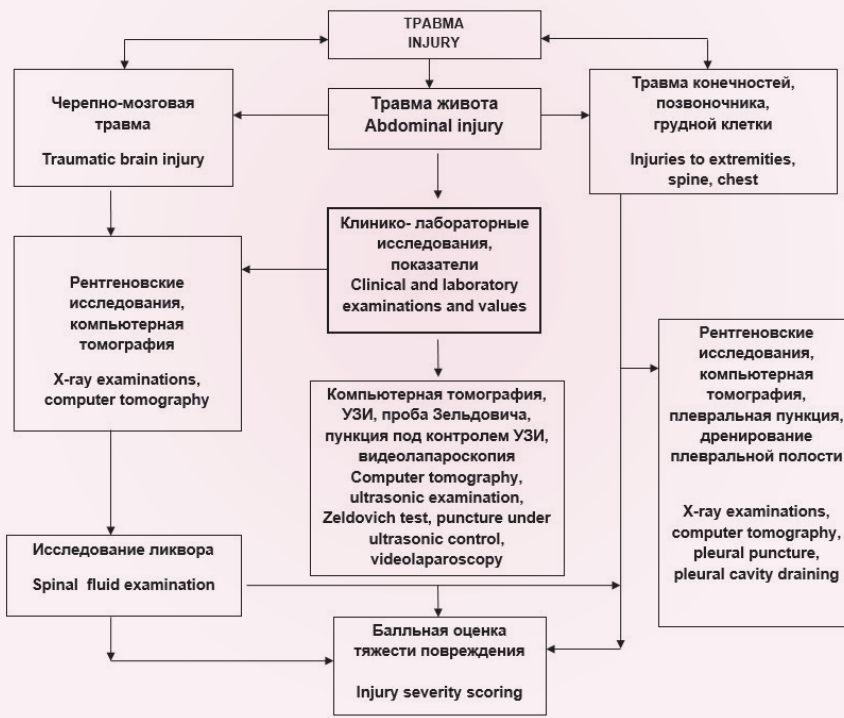 ТРАВМА
INJURY
Черепно-мозговая
травма
Traumatic brain injury
Травма живота
Abdominal injury
Травма конечностей,
позвоночника,
грудной клетки
Injuries to extremities,
spine, chest
Клинико- лабораторные
исследования,
показатели
Clinical and laboratory
examinations and values
Рентгеновские
исследования,
компьютерная
томография
X-ray examinations,
computer tomography
Компьютерная томография,
УЗИ, проба Зельдовича,
пункция под контролем УЗИ,
видеолапароскопия
Computer tomography,
ultrasonic examination,
Zeldovich test, puncture under
ultrasonic control,
videolaparoscopy
Рентгеновские
исследования,
компьютерная
томография,
плевральная пункция,
дренирование
плевральной полости
X-ray examinations,
computer tomography,
pleural puncture,
pleural cavity draining
Исследование ликвора
Spinal fluid examination
Балльная оценка
тяжести повреждения
Injury severity scoring